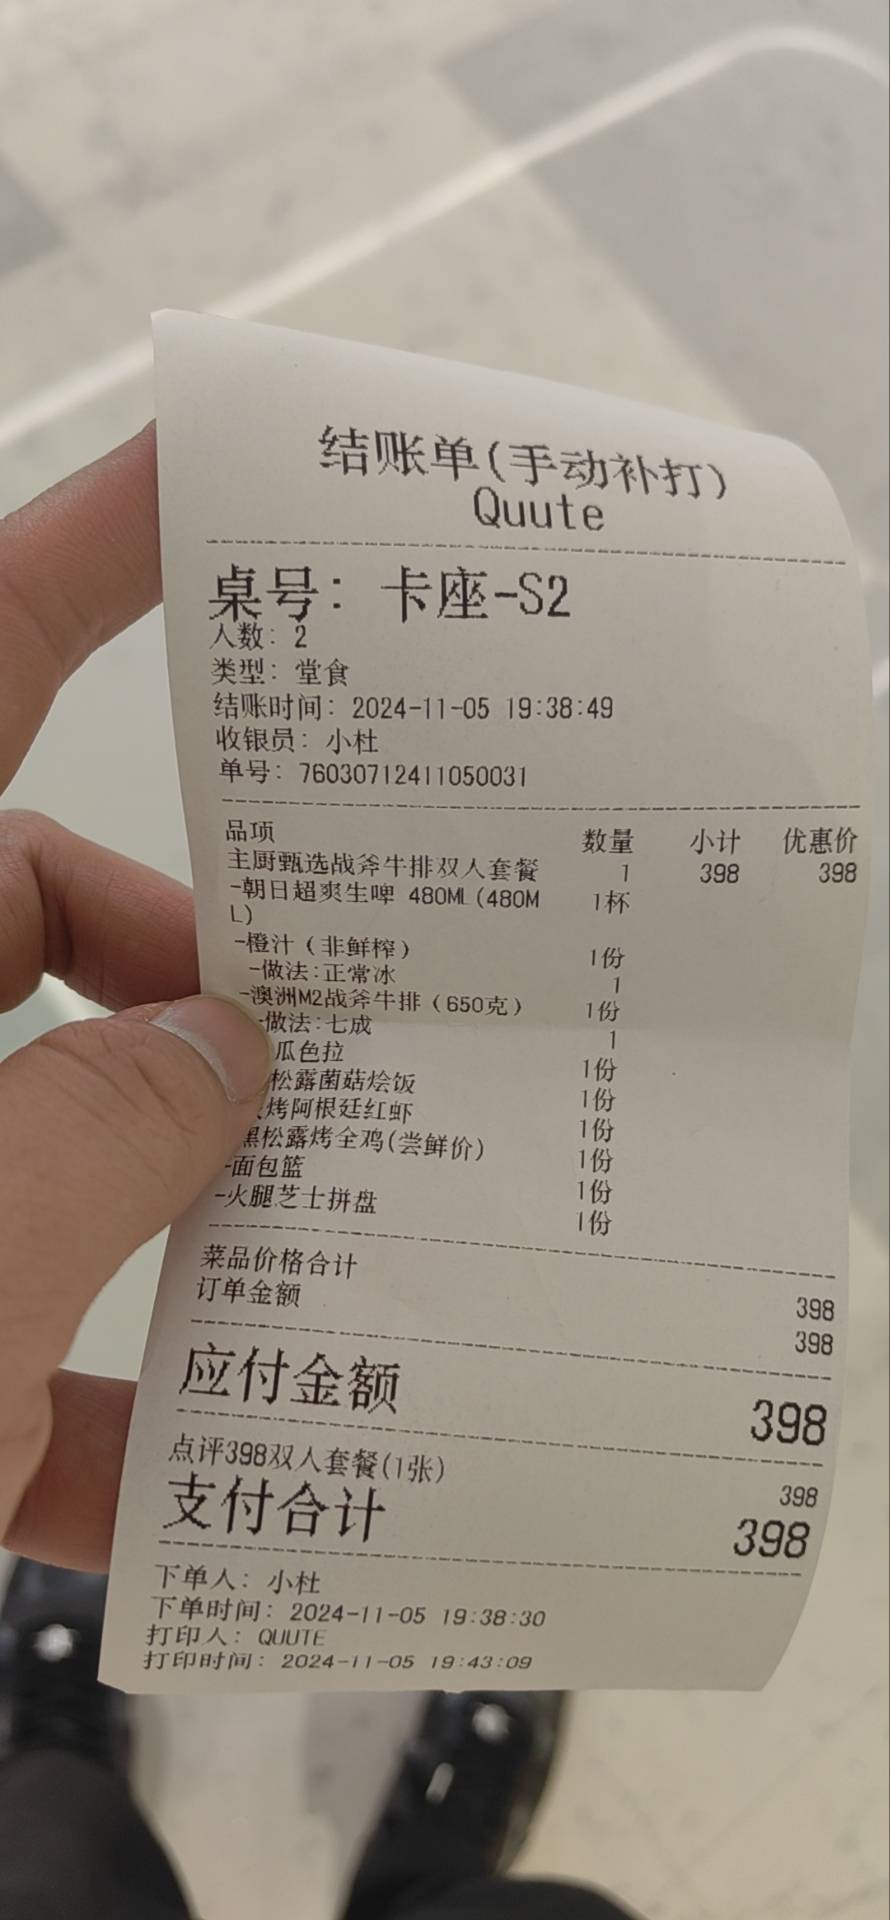 结账单(手动补打)
Quute
桌号: 卡座-S2
人数: 2
类型: 堂食
结账时间: 2024-11-05 19:38:49
收银员: 小杜
单号: 76030712411050031
品项 数量 小计 优惠价
主厨甄选战斧牛排双人套餐 1 398 398
-朝日超爽生啤 480ML(480M 1杯
L)
-橙汁(非鲜榨) 1份
-做法:正常冰 1
-澳洲M2战斧牛排(650克) 1份
-做法:七成 1
瓜色拉 1份
松露菌菇烩饭 1份
烤阿根廷红虾 1份
黑松露烤全鸡(尝鲜价) 1份
-面包篮 1份
-火腿芝士拼盘 1份
菜品价格合计 398
订单金额 398
应付金额 398
点评398双人套餐(1张) 398
支付合计 398
下单人: 小杜
下单时间: 2024-11-05 19:38:30
打印人: QUUTE
打印时间: 2024-11-05 19:43:09